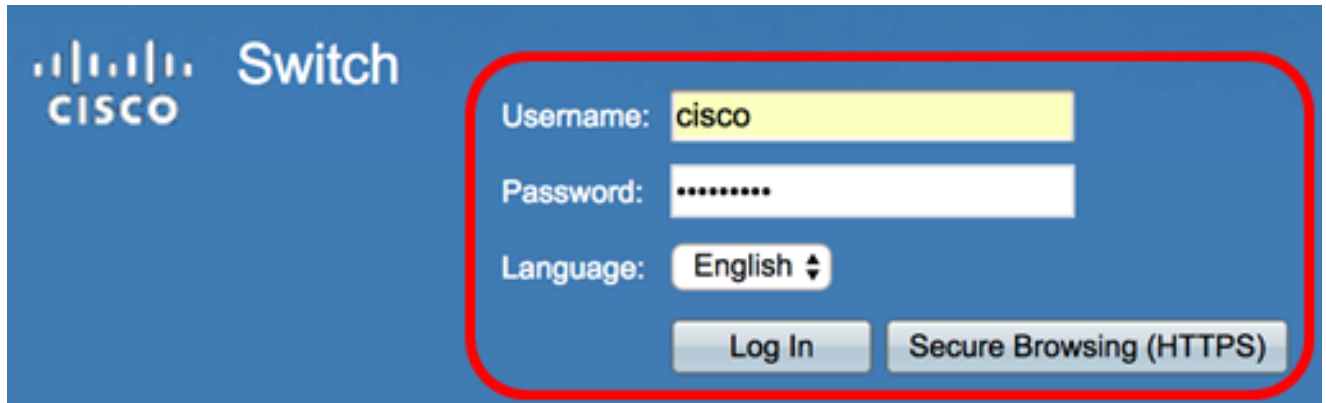 CISCO
Switch
Username: cisco
Password: •••••••••
Language: English
Log In Secure Browsing (HTTPS)